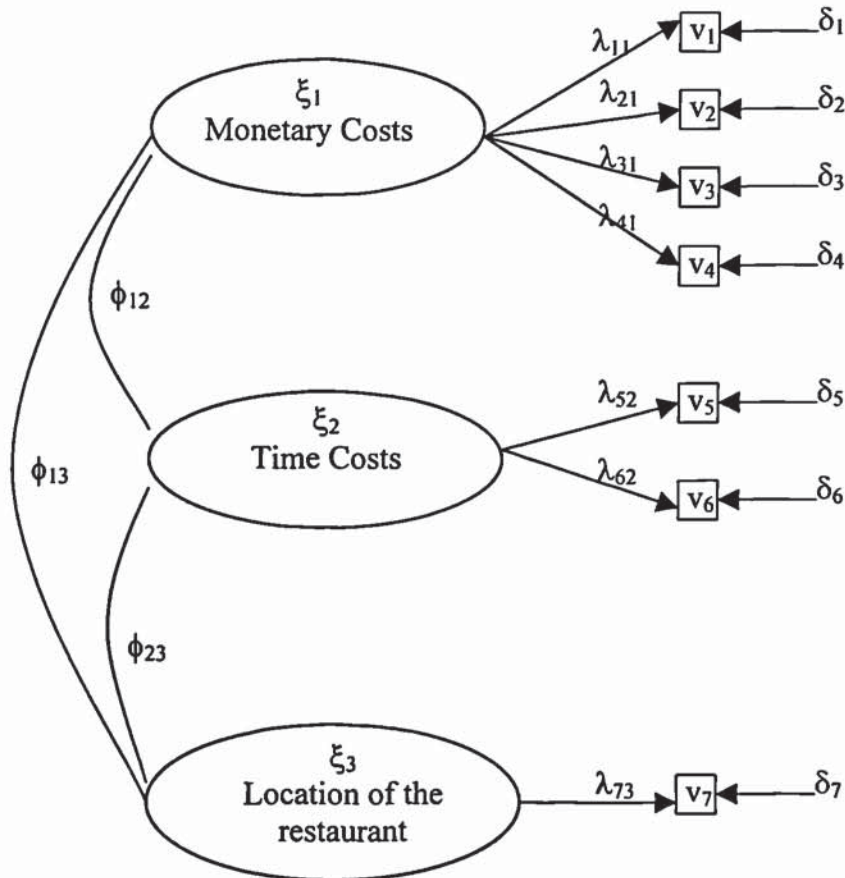 ξ₁
Monetary Costs
λ₁₁
v₁
δ₁
λ₂₁
v₂
δ₂
λ₃₁
v₃
δ₃
λ₄₁
v₄
δ₄
ϕ₁₂
ξ₂
Time Costs
λ₅₂
v₅
δ₅
λ₆₂
v₆
δ₆
ϕ₁₃
ϕ₂₃
ξ₃
Location of the
restaurant
λ₇₃
v₇
δ₇